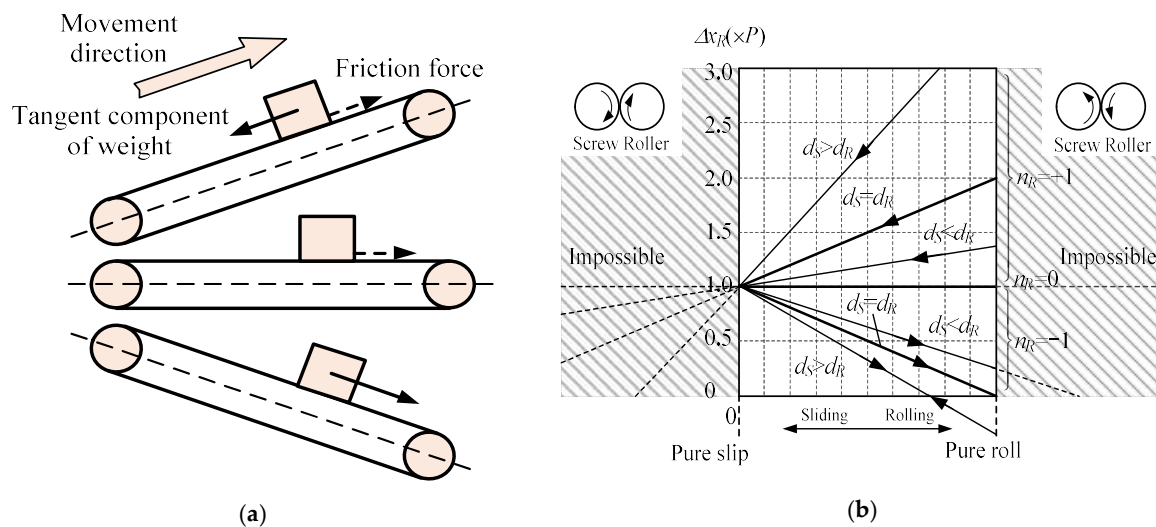 Movement
direction
Friction force
Tangent component
of weight
(a)
Δx_R(×P)
3.0
2.5
2.0
1.5
1.0
0.5
0
0
Screw Roller
Screw Roller
d_S>d_R
d_S=d_R
d_S<d_R
n_R=+1
Impossible
Impossible
n_R=0
d_S=d_R
d_S<d_R
d_S>d_R
n_R=−1
Sliding
Rolling
Pure slip
Pure roll
(b)